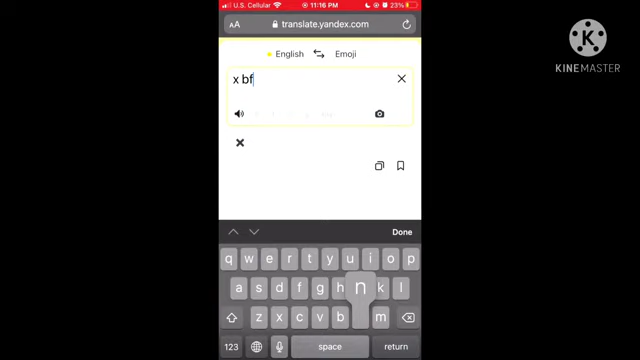 U.S. Cellular 11:16 PM 23%
AA translate.yandex.com
English Emoji
x bf
Done
q w e r t y u i o p
a s d f g h n k l
z x c v b m
123 space return
KINEMASTER